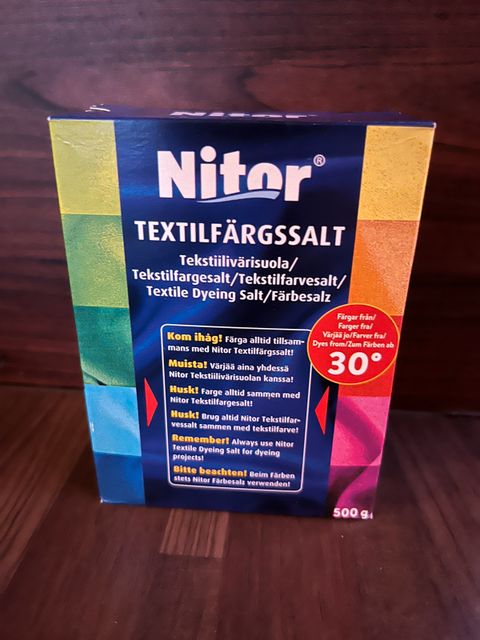 Nitor®
TEXTILFÄRGSSALT
Tekstiilivärisuola/
Tekstilfargesalt/Tekstilfarvesalt/
Textile Dyeing Salt/Färbesalz
Färgar från/
Farger fra/
Värjää jo/Farver fra/
Dyes from/Zum Färben ab
30°
Kom ihåg! Färga alltid tillsam-
mans med Nitor Textilfärgssalt!
Muista! Värjää aina yhdessä
Nitor Tekstiilivärisuolan kanssa!
Husk! Farge alltid sammen med
Nitor Tekstilfargesalt!
Husk! Brug altid Nitor Tekstilfar-
vesalt sammen med tekstilfarve!
Remember! Always use Nitor
Textile Dyeing Salt for dyeing
projects!
Bitte beachten! Beim Färben
stets Nitor Färbesalz verwenden!
500 g